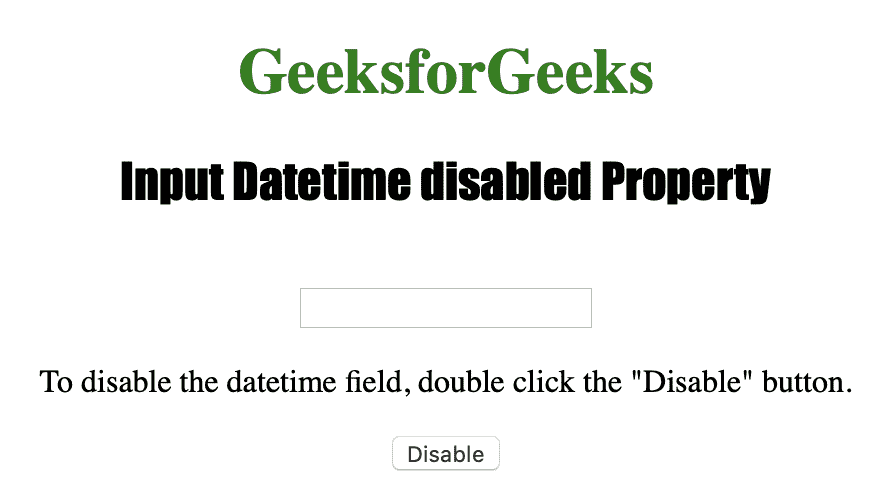 GeeksforGeeks
Input Datetime disabled Property
To disable the datetime field, double click the "Disable" button.
Disable